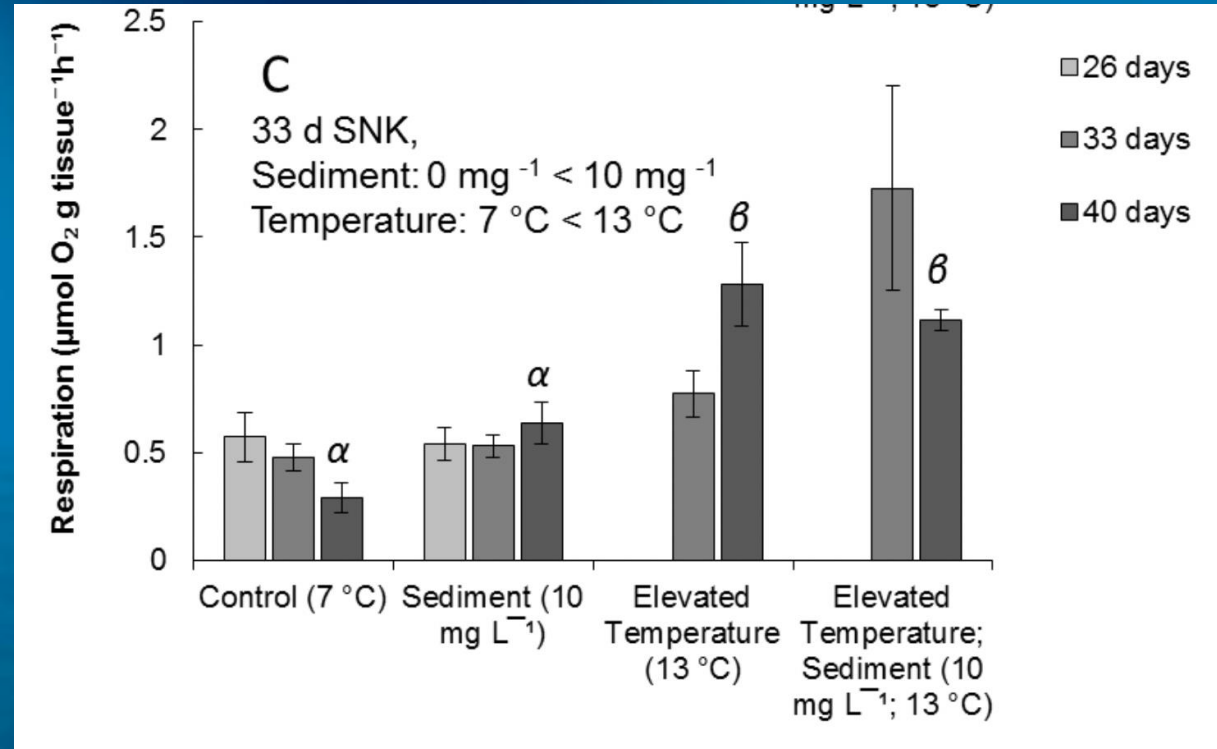 2.5
2
1.5
1
0.5
0
Respiration (µmol O₂ g tissue⁻¹h⁻¹)
C
33 d SNK,
Sediment: 0 mg ⁻¹ < 10 mg ⁻¹
Temperature: 7 °C < 13 °C
α
α
β
β
26 days
33 days
40 days
Control (7 °C)
Sediment (10
mg L⁻¹)
Elevated
Temperature
(13 °C)
Elevated
Temperature;
Sediment (10
mg L⁻¹; 13 °C)